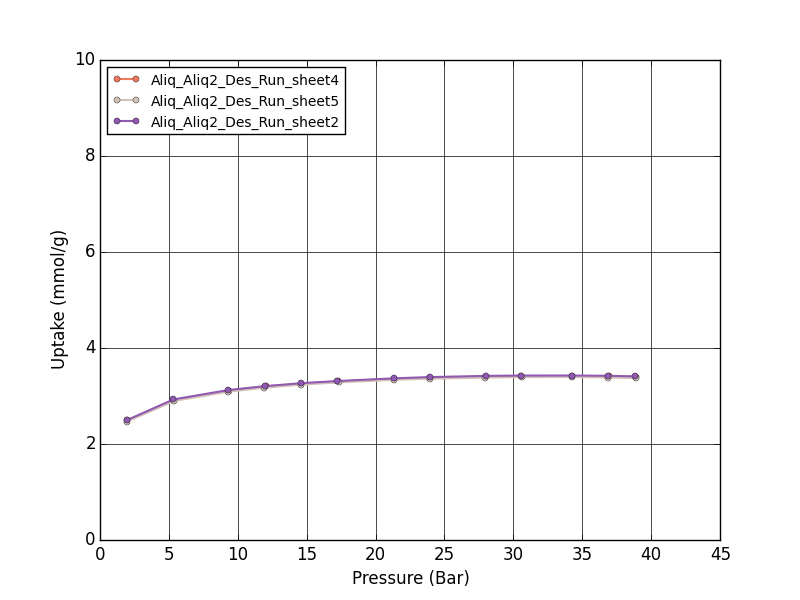 Aliq_Aliq2_Des_Run_sheet4
Aliq_Aliq2_Des_Run_sheet5
Aliq_Aliq2_Des_Run_sheet2
10
8
6
4
2
0
Uptake (mmol/g)
0 5 10 15 20 25 30 35 40 45
Pressure (Bar)